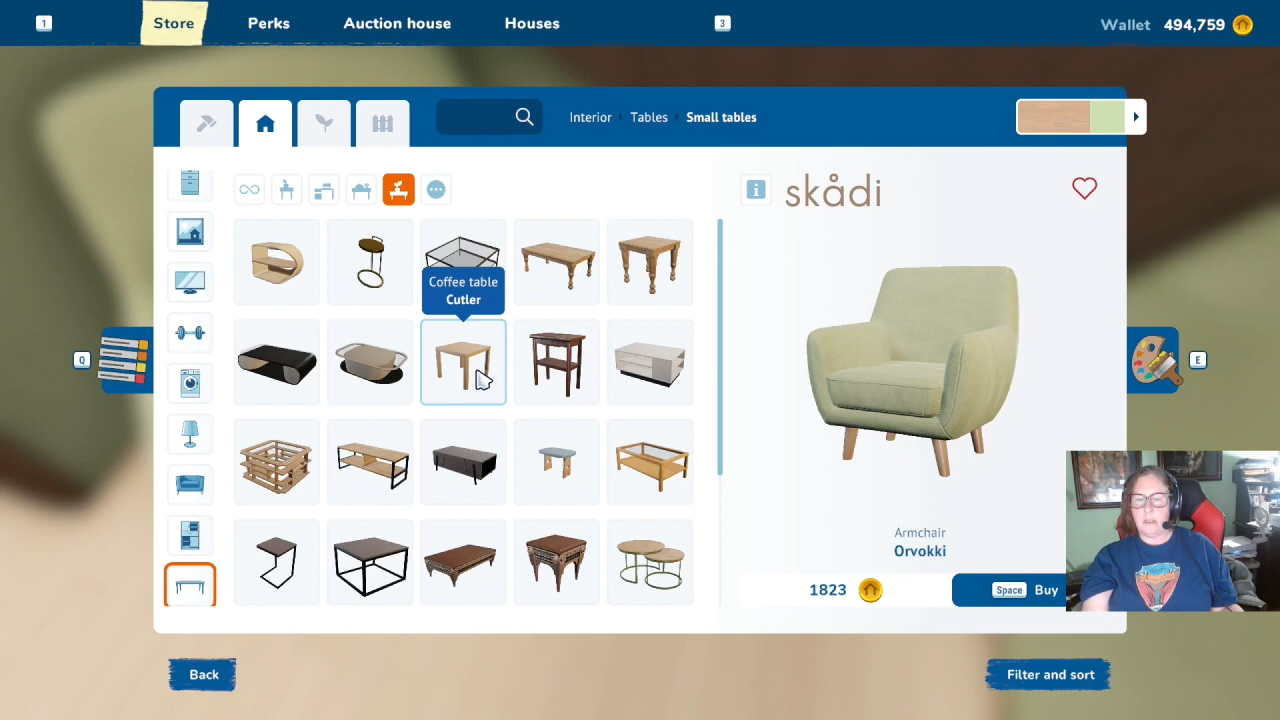 1
Store
Perks
Auction house
Houses
3
Wallet 494,759
Interior
Tables
Small tables
i
skådi
Coffee table
Cutler
Q
E
Armchair
Orvokki
1823
Space Buy
Back
Filter and sort